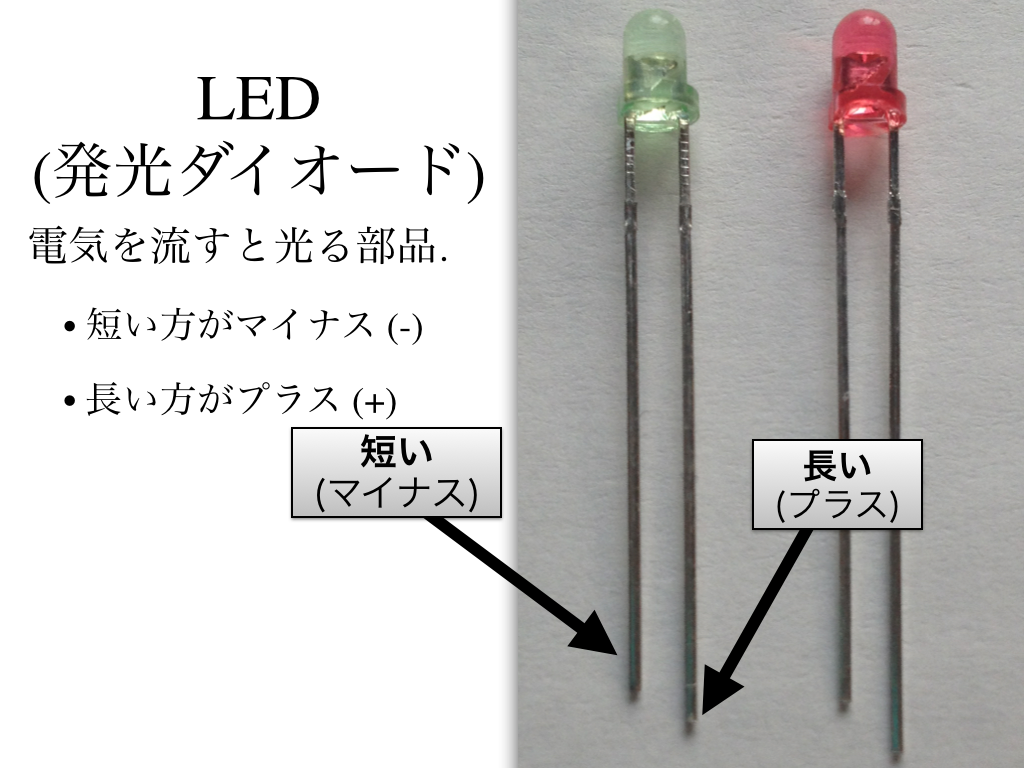 LED
(発光ダイオード)
電気を流すと光る部品.
• 短い方がマイナス (-)
• 長い方がプラス (+)
短い
(マイナス)
長い
(プラス)